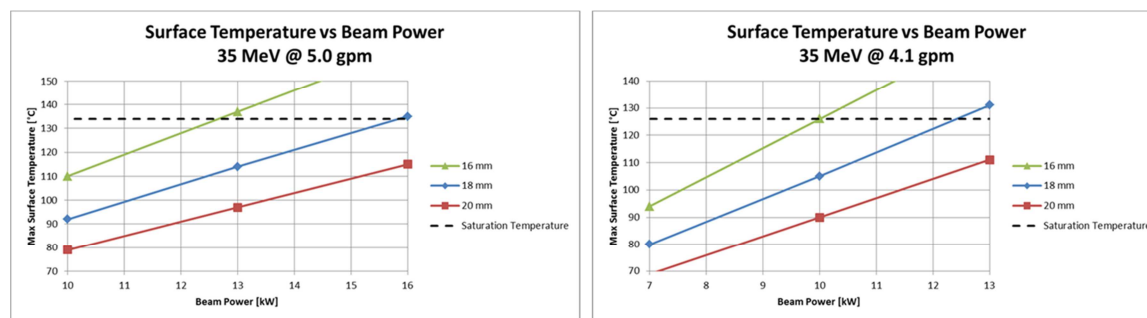 Surface Temperature vs Beam Power
35 MeV @ 5.0 gpm
Max Surface Temperature [°C]
150
140
130
120
110
100
90
80
70
10
11
12
13
14
15
16
Beam Power [kW]
16 mm
18 mm
20 mm
Saturation Temperature
Surface Temperature vs Beam Power
35 MeV @ 4.1 gpm
Max Surface Temperature [°C]
140
130
120
110
100
90
80
70
7
8
9
10
11
12
13
Beam Power [kW]
16 mm
18 mm
20 mm
Saturation Temperature